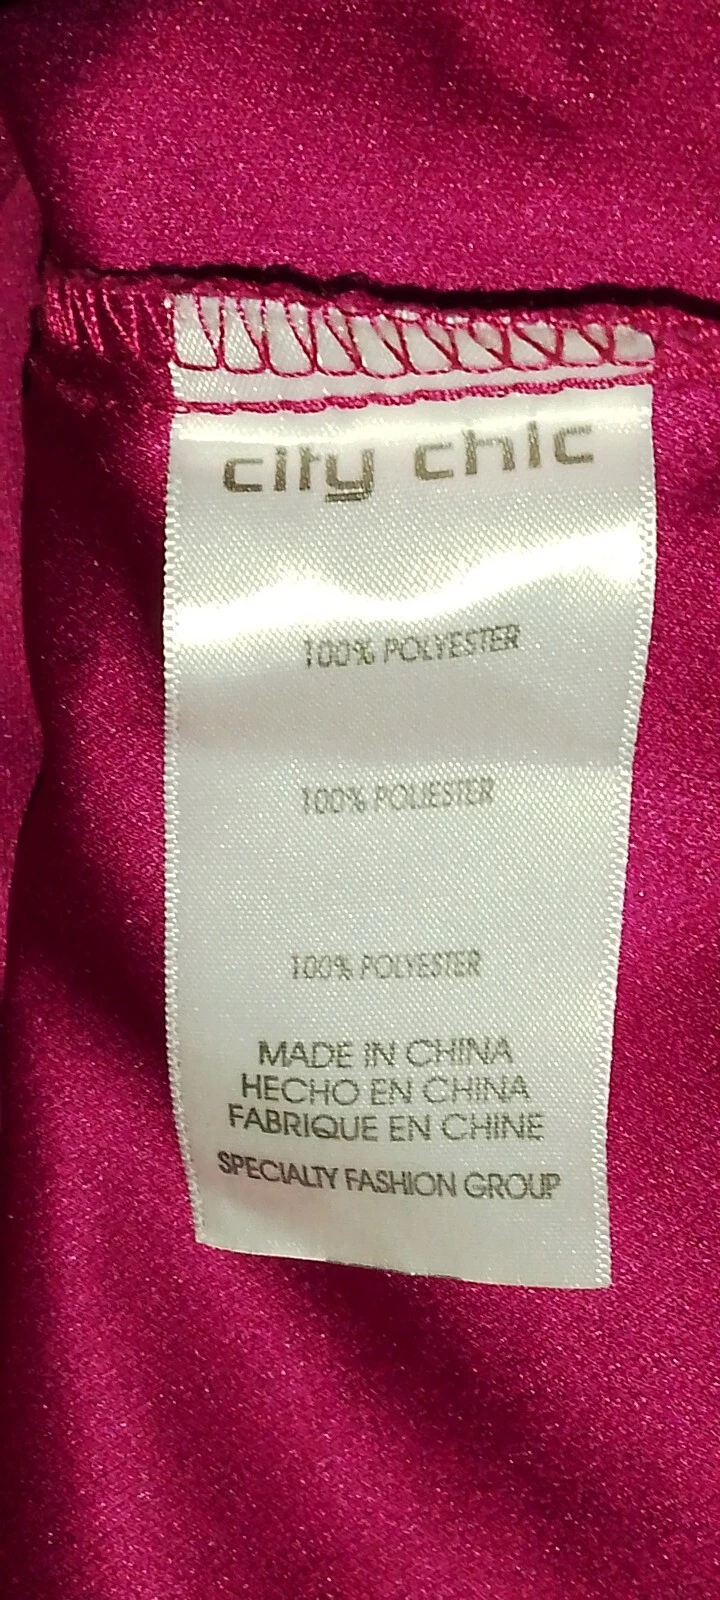 city chic
100% POLYESTER
100% POLIESTER
100% POLYESTER
MADE IN CHINA
HECHO EN CHINA
FABRIQUE EN CHINE
SPECIALTY FASHION GROUP